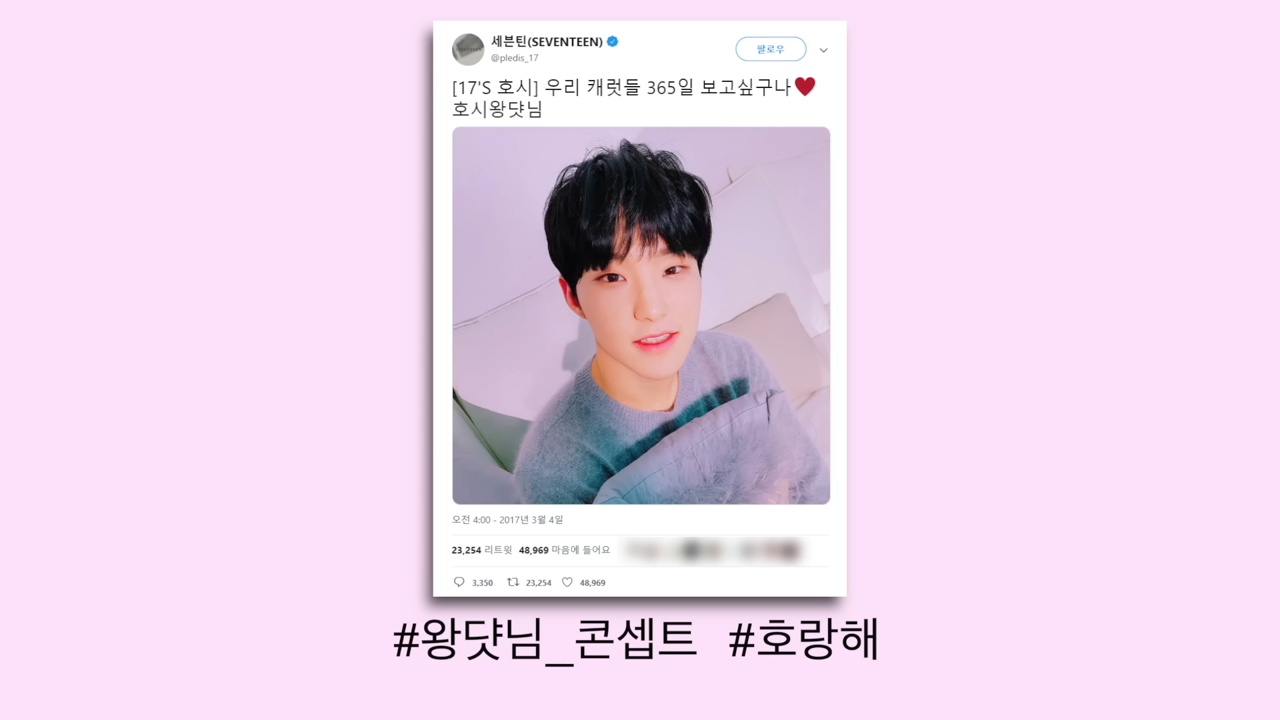 세븐틴(SEVENTEEN)
@pledis_17
팔로우
[17'S 호시] 우리 캐럿들 365일 보고싶구나♥
호시왕댯님
오전 4:00 - 2017년 3월 4일
23,254 리트윗 48,969 마음에 들어요
3,350 23,254 48,969
#왕댯님_콘셉트 #호랑해